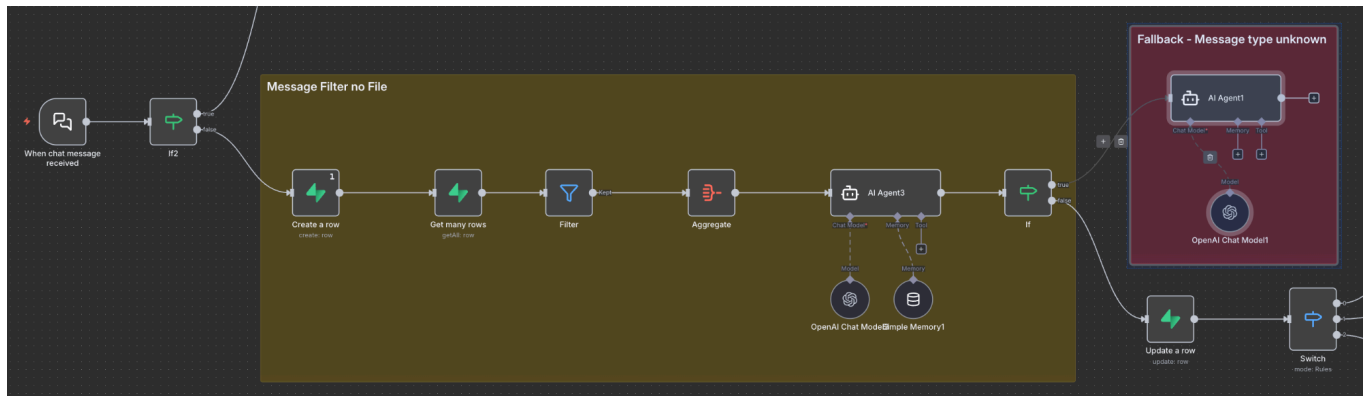 Fallback - Message type unknown
AI Agent1
Chat Model*
Memory
Tool
Model
OpenAI Chat Model1
Message Filter no File
When chat message
received
If2
true
false
1
Create a row
create: row
Get many rows
getAll: row
Filter
Kept
Aggregate
AI Agent3
Chat Model*
Memory
Tool
Model
Memory
OpenAI Chat Model
Simple Memory1
If
true
false
Update a row
update: row
Switch
mode: Rules
0
1
2